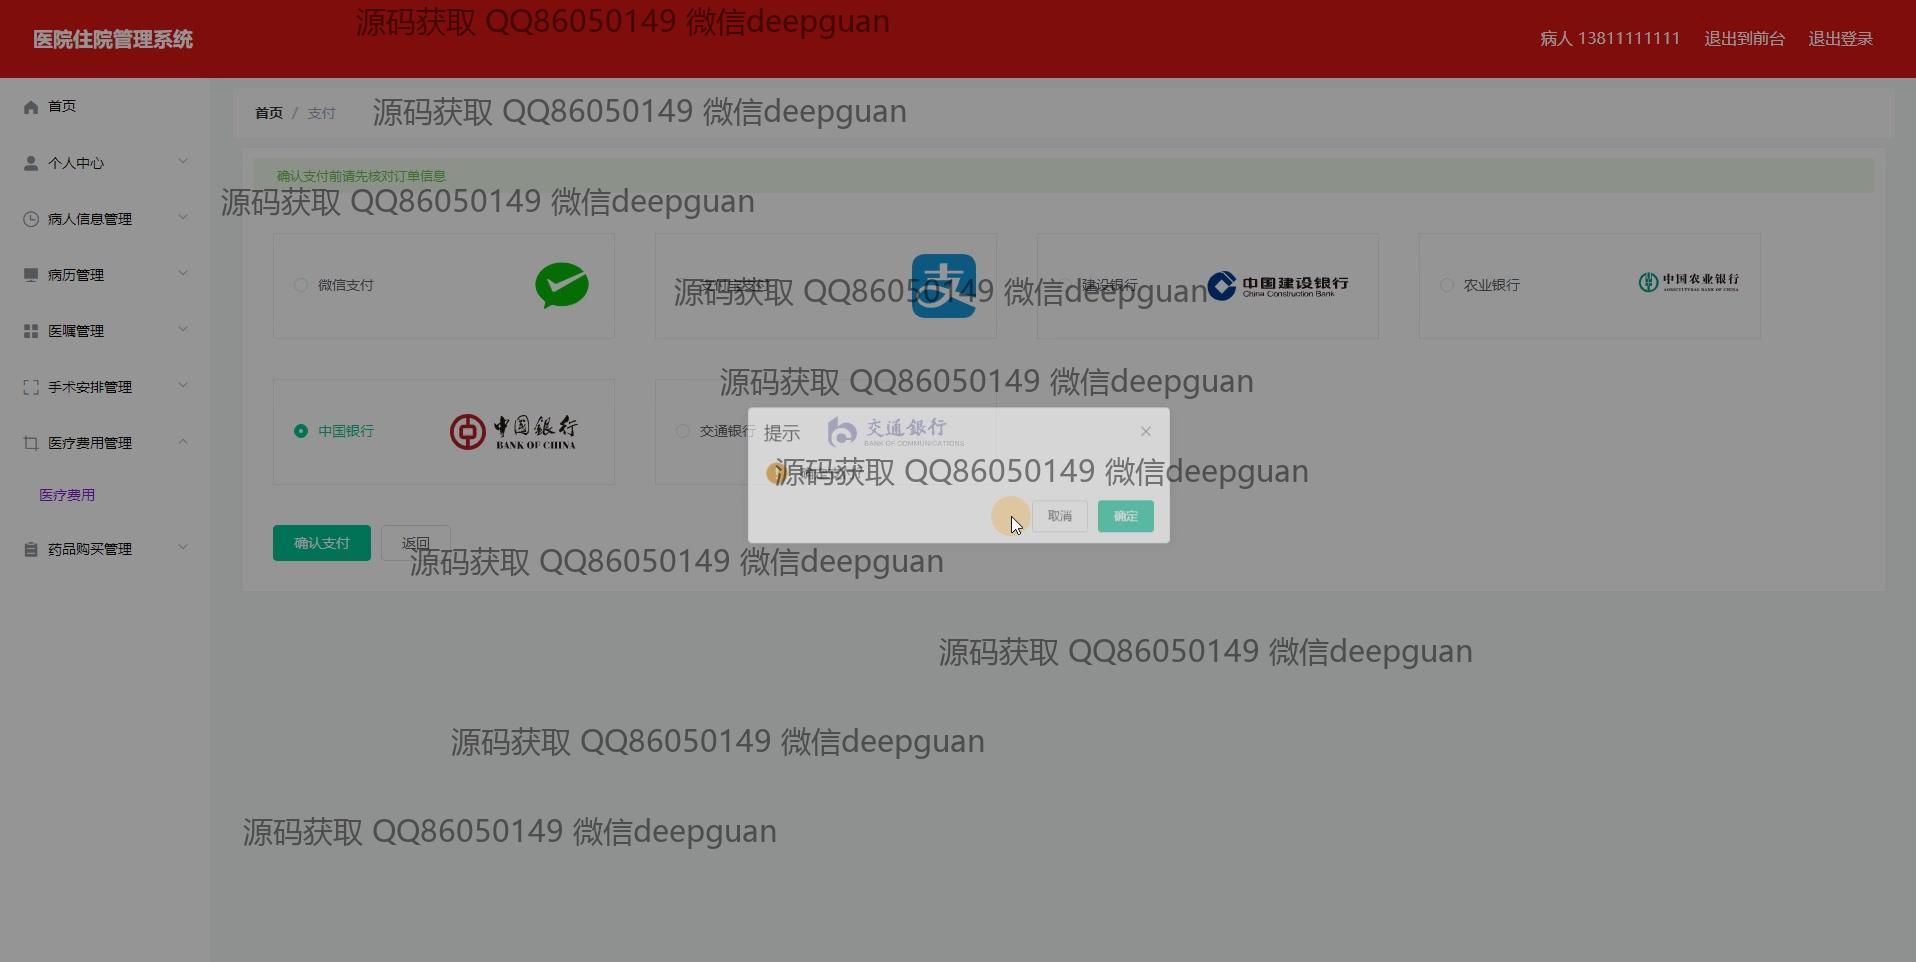 医院住院管理系统
源码获取 QQ86050149 微信deepguan
病人 13811111111
退出到前台
退出登录
首页
个人中心
病人信息管理
病历管理
医嘱管理
手术安排管理
医疗费用管理
医疗费用
药品购买管理
首页 / 支付
源码获取 QQ86050149 微信deepguan
确认支付前请先核对订单信息
源码获取 QQ86050149 微信deepguan
微信支付
支
建设银行
中国建设银行
China Construction Bank
农业银行
中国农业银行
AGRICULTURAL BANK OF CHINA
源码获取 QQ86050149 微信deepguan
源码获取 QQ86050149 微信deepguan
中国银行
中国银行
BANK OF CHINA
交通银行
提示
交通银行
BANK OF COMMUNICATIONS
源码获取 QQ86050149 微信deepguan
取消
确定
确认支付
返回
源码获取 QQ86050149 微信deepguan
源码获取 QQ86050149 微信deepguan
源码获取 QQ86050149 微信deepguan
源码获取 QQ86050149 微信deepguan